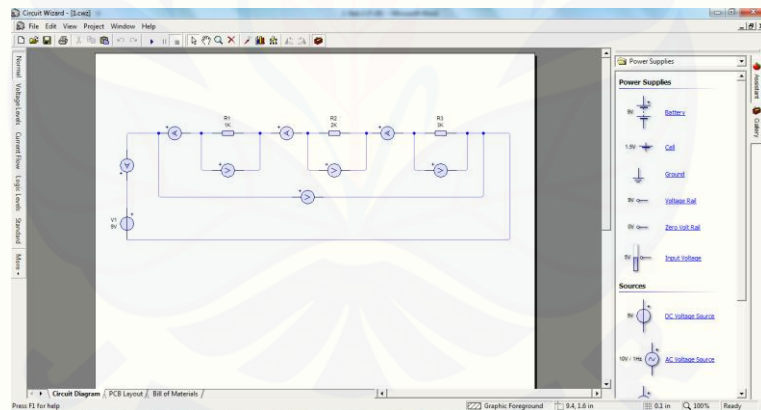 Circuit Wizard - [1.cwz]
File Edit View Project Window Help
Normal
Voltage Levels
Current Flow
Logic Levels
Standard
More
R1
1K
R2
2K
R3
3K
V1
9V
Power Supplies
Power Supplies
9V Battery
1.5V Cell
Ground
Voltage Rail
0V Zero Volt Rail
5V Input Voltage
Sources
DC Voltage Source
10V / 1Hz AC Voltage Source
Assistant
Gallery
Circuit Diagram / PCB Layout / Bill of Materials
Press F1 for help
Graphic Foreground 9.4, 1.6 in 0.1 in 100% Ready